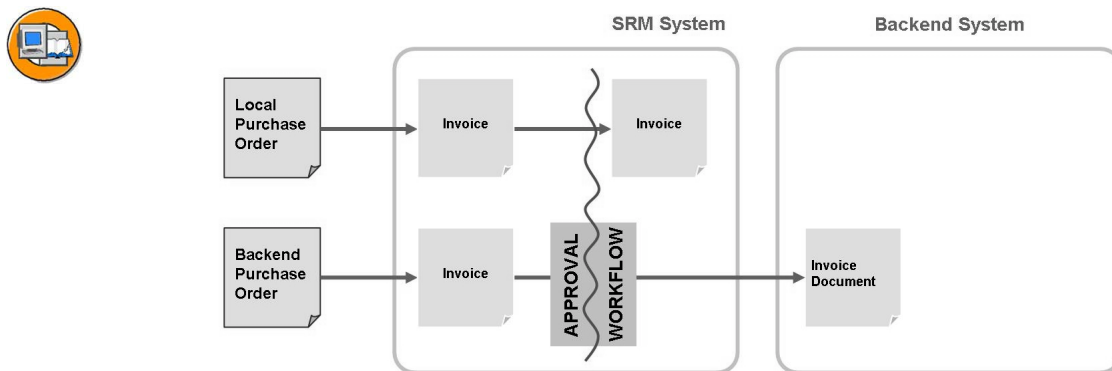 SRM System
Backend System
Local
Purchase
Order
Invoice
Invoice
Backend
Purchase
Order
Invoice
APPROVAL
WORKFLOW
Invoice
Document